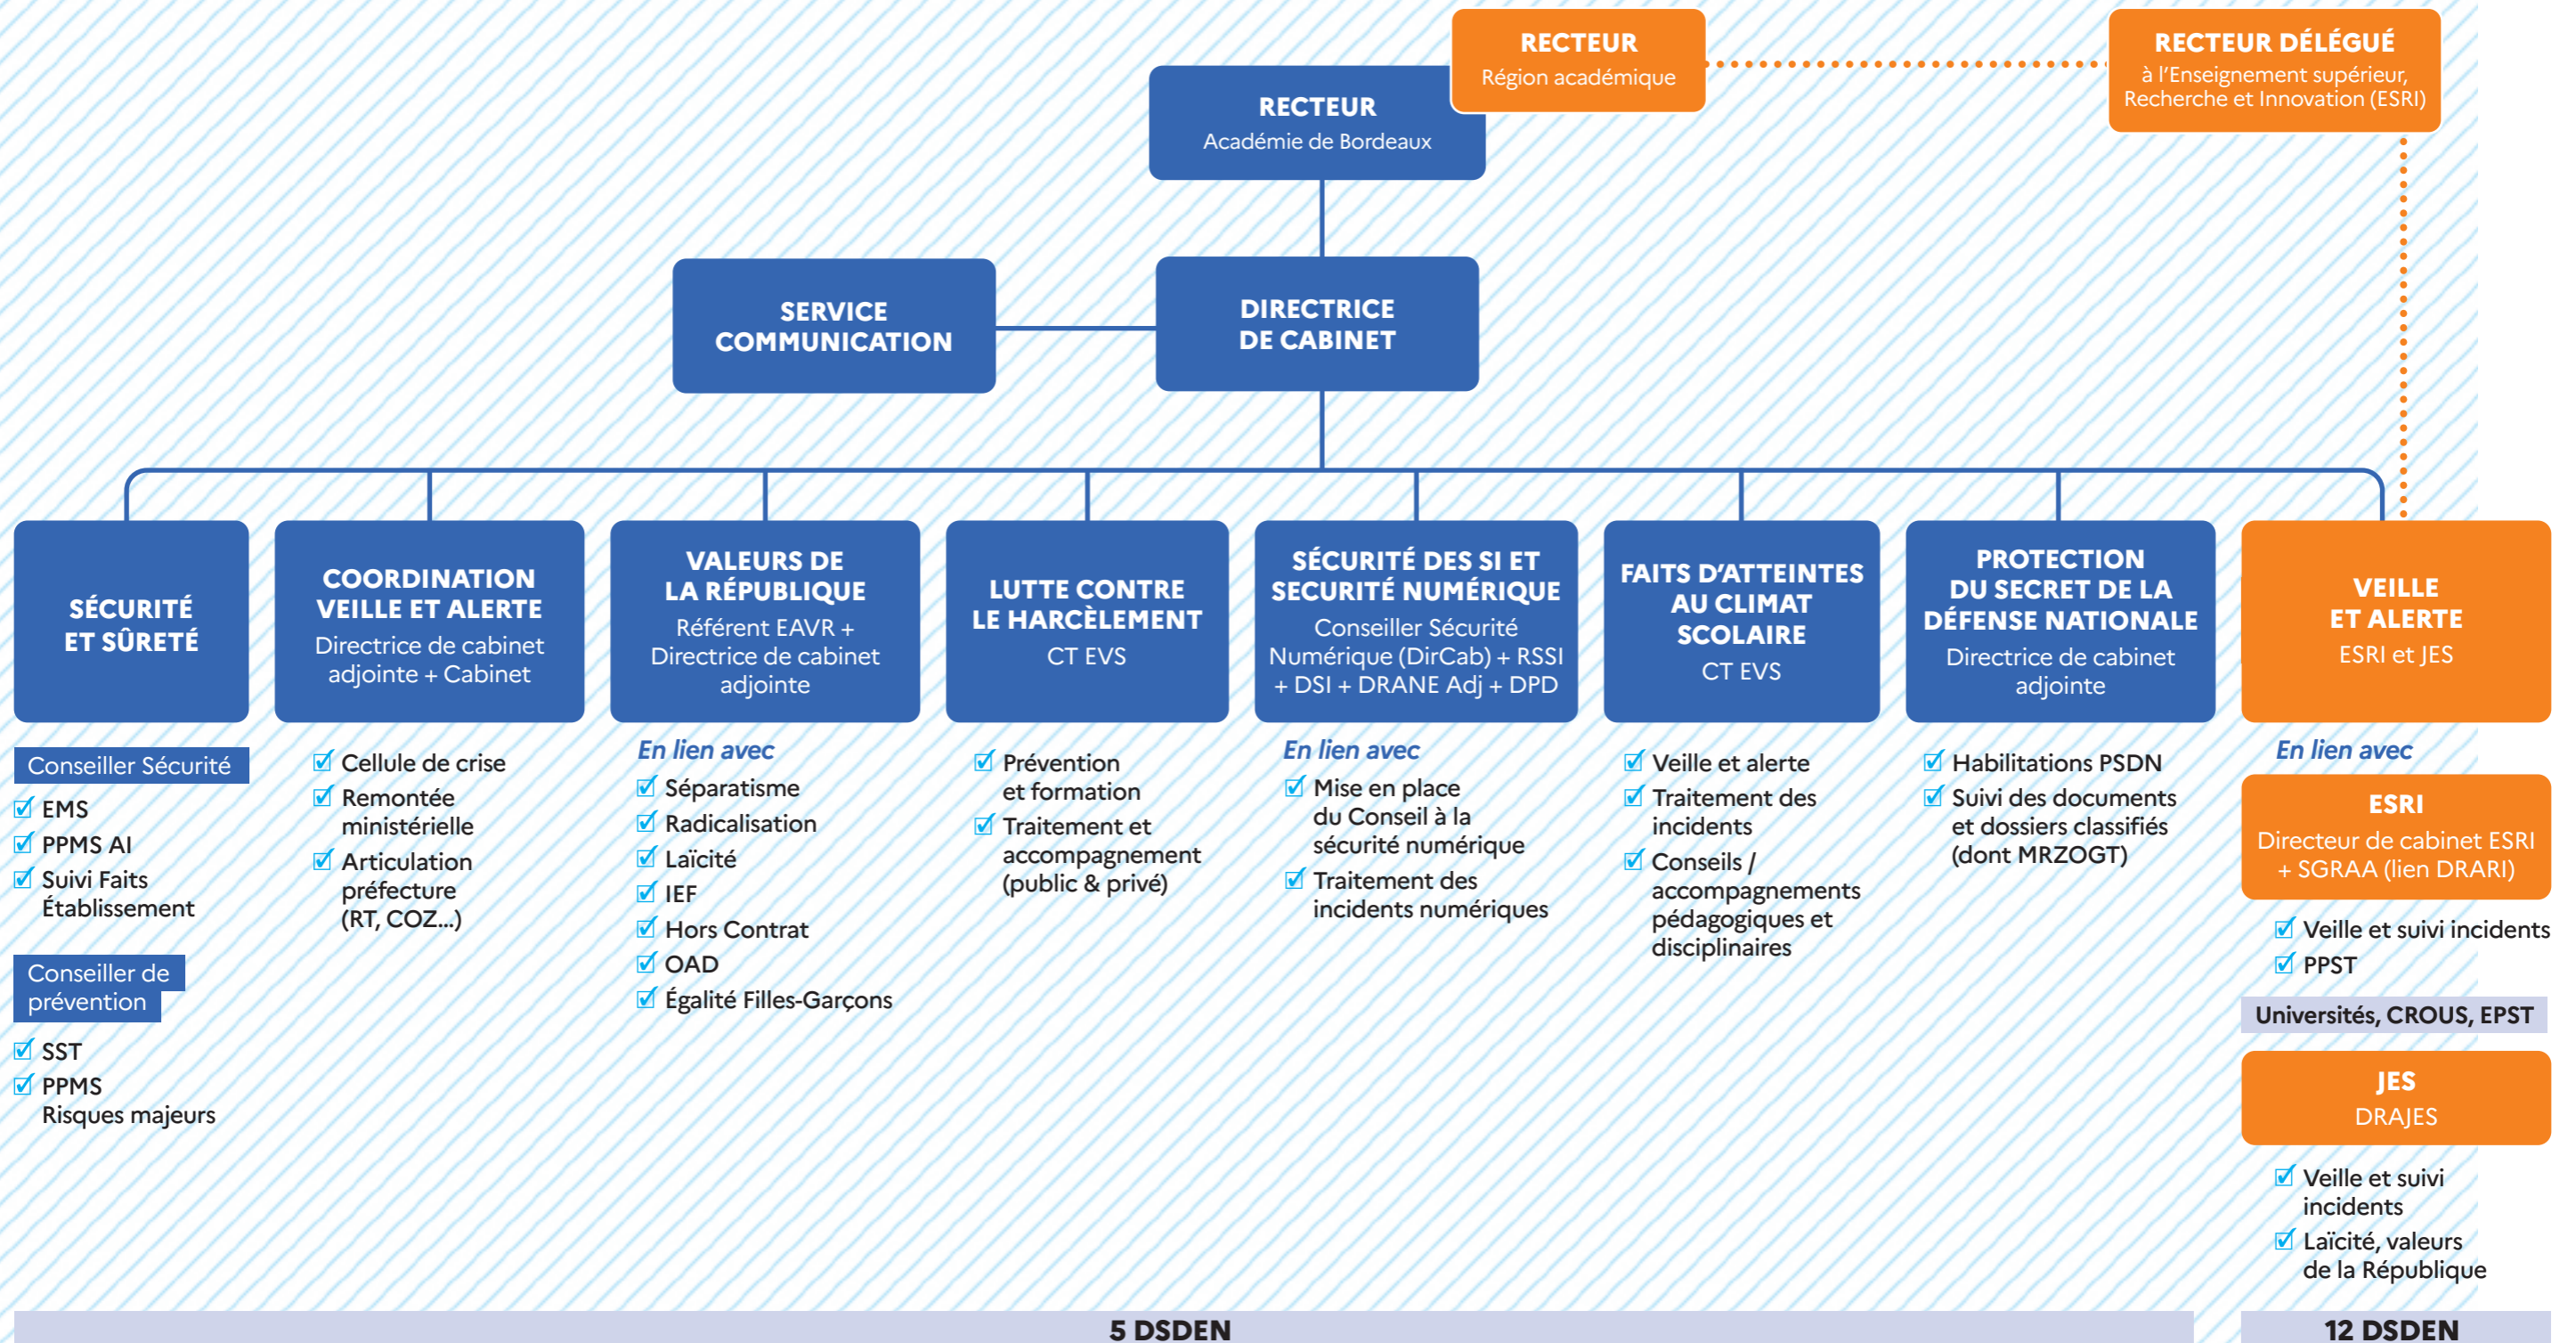 RECTEUR
Région académique
RECTEUR DÉLÉGUÉ
à l'Enseignement supérieur,
Recherche et Innovation (ESRI)
RECTEUR
Académie de Bordeaux
SERVICE
COMMUNICATION
DIRECTRICE
DE CABINET
SÉCURITÉ
ET SÛRETÉ
Conseiller Sécurité
EMS
PPMS AI
Suivi Faits
Établissement
Conseiller de
prévention
SST
PPMS
Risques majeurs
COORDINATION
VEILLE ET ALERTE
Directrice de cabinet
adjointe + Cabinet
Cellule de crise
Remontée
ministérielle
Articulation
préfecture
(RT, COZ...)
VALEURS DE
LA RÉPUBLIQUE
Référent EAVR +
Directrice de cabinet
adjointe
En lien avec
Séparatisme
Radicalisation
Laïcité
IEF
Hors Contrat
OAD
Égalité Filles-Garçons
LUTTE CONTRE
LE HARCÈLEMENT
CT EVS
Prévention
et formation
Traitement et
accompagnement
(public & privé)
SÉCURITÉ DES SI ET
SECURITÉ NUMÉRIQUE
Conseiller Sécurité
Numérique (DirCab) + RSSI
+ DSI + DRANE Adj + DPD
En lien avec
Mise en place
du Conseil à la
sécurité numérique
Traitement des
incidents numériques
FAITS D'ATTEINTES
AU CLIMAT
SCOLAIRE
CT EVS
Veille et alerte
Traitement des
incidents
Conseils /
accompagnements
pédagogiques et
disciplinaires
PROTECTION
DU SECRET DE LA
DÉFENSE NATIONALE
Directrice de cabinet
adjointe
Habilitations PSDN
Suivi des documents
et dossiers classifiés
(dont MRZOGT)
VEILLE
ET ALERTE
ESRI et JES
En lien avec
ESRI
Directeur de cabinet ESRI
+ SGRAA (lien DRARI)
Veille et suivi incidents
PPST
Universités, CROUS, EPST
JES
DRAJES
Veille et suivi
incidents
Laïcité, valeurs
de la République
5 DSDEN
12 DSDEN